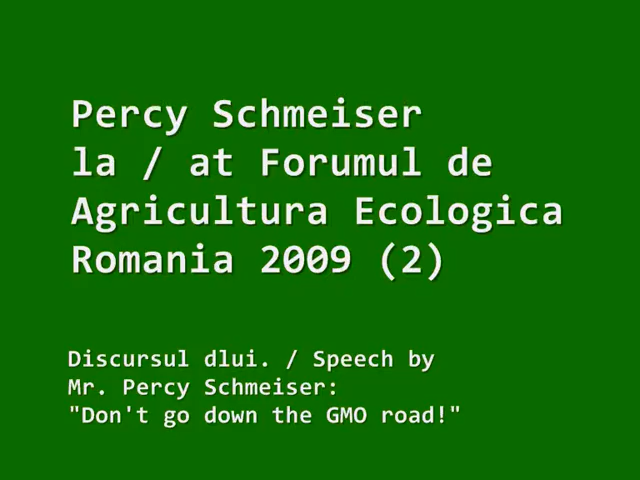 Percy Schmeiser
la / at Forumul de
Agricultura Ecologica
Romania 2009 (2)
Discursul dlui. / Speech by
Mr. Percy Schmeiser:
"Don't go down the GMO road!"